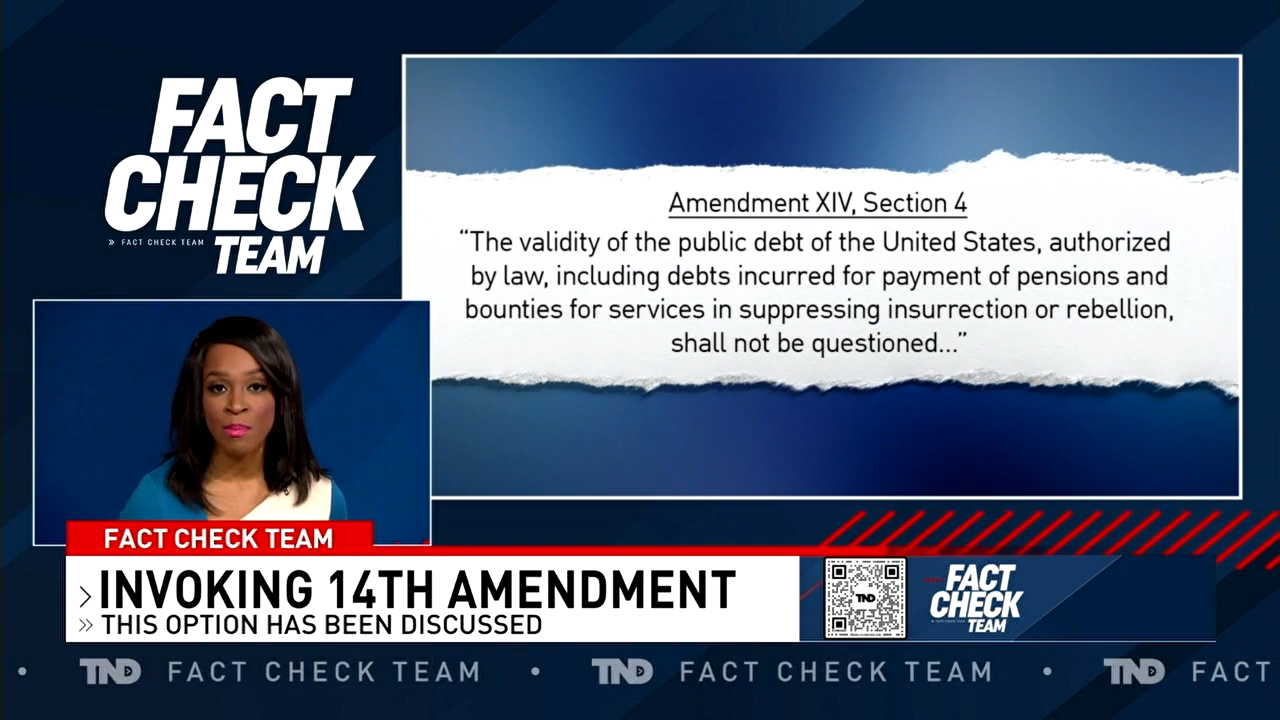 FACT
CHECK
» FACT CHECK TEAM
TEAM
Amendment XIV, Section 4
“The validity of the public debt of the United States, authorized
by law, including debts incurred for payment of pensions and
bounties for services in suppressing insurrection or rebellion,
shall not be questioned...”
FACT CHECK TEAM
INVOKING 14TH AMENDMENT
» THIS OPTION HAS BEEN DISCUSSED
TND
FACT
CHECK
TEAM
• TND FACT CHECK TEAM • TND FACT CHECK TEAM • TND FACT